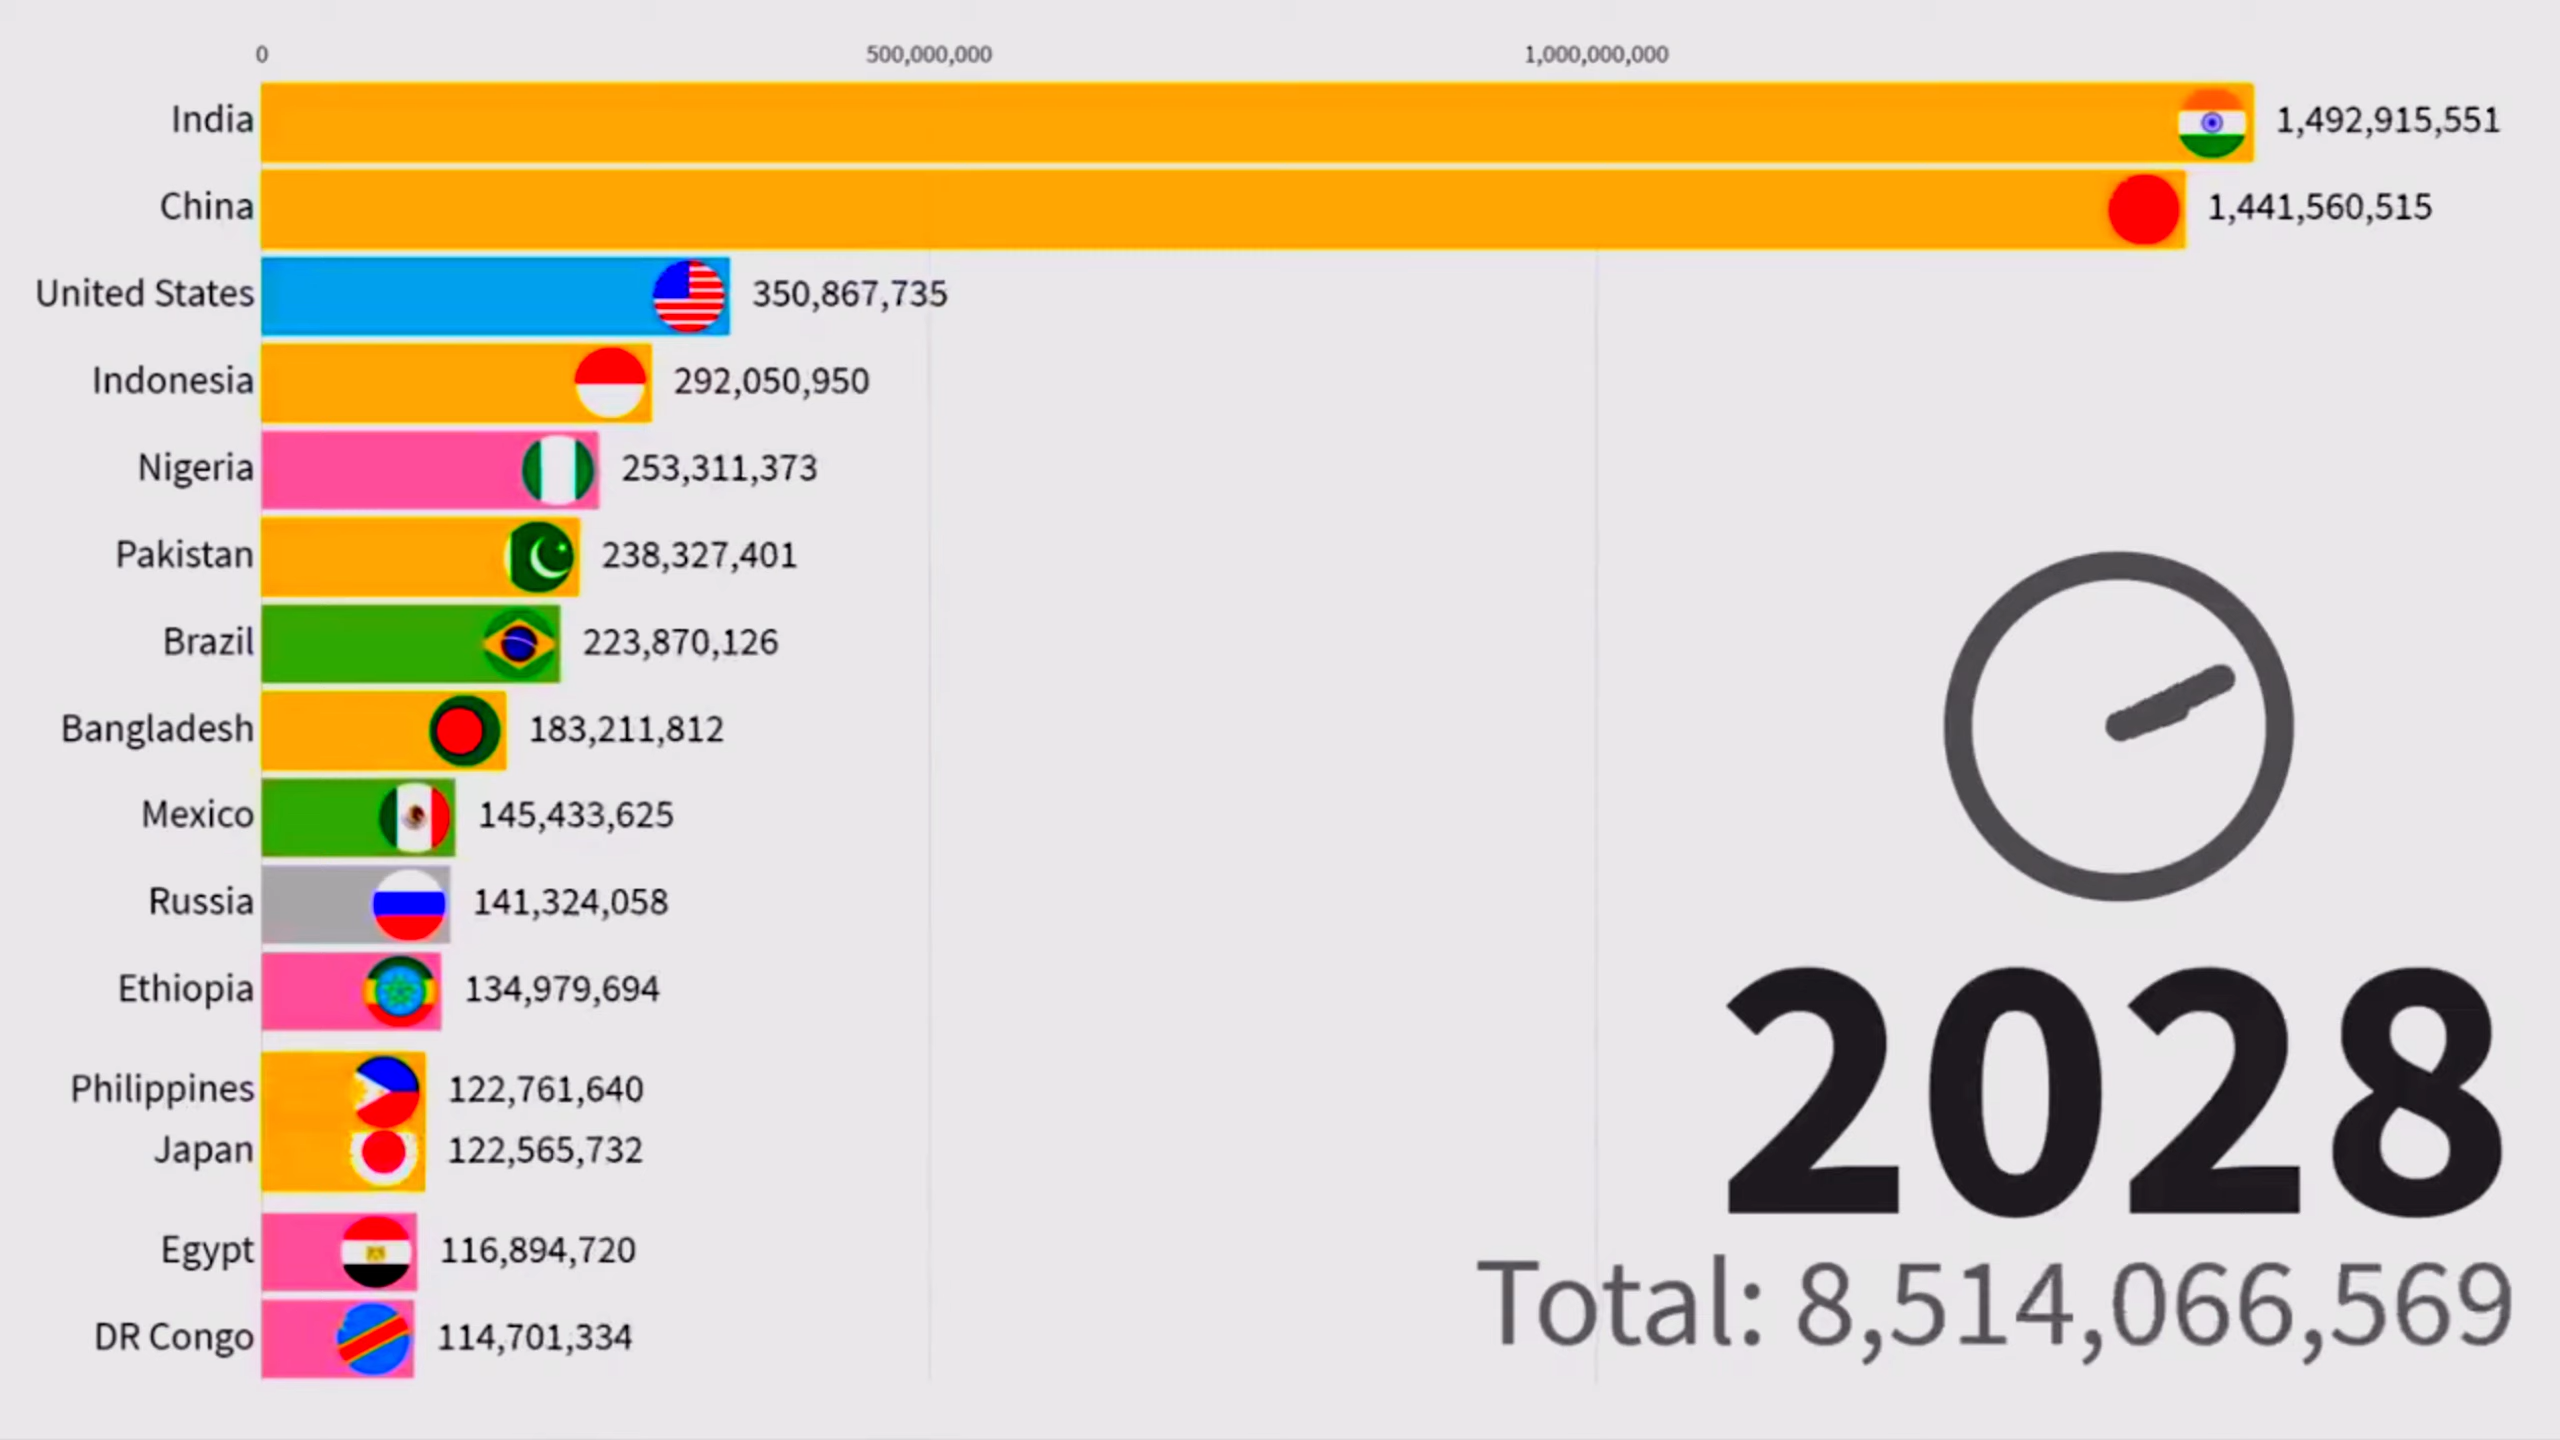 0 500,000,000 1,000,000,000
India 1,492,915,551
China 1,441,560,515
United States 350,867,735
Indonesia 292,050,950
Nigeria 253,311,373
Pakistan 238,327,401
Brazil 223,870,126
Bangladesh 183,211,812
Mexico 145,433,625
Russia 141,324,058
Ethiopia 134,979,694
Philippines 122,761,640
Japan 122,565,732
Egypt 116,894,720
DR Congo 114,701,334
2028
Total: 8,514,066,569